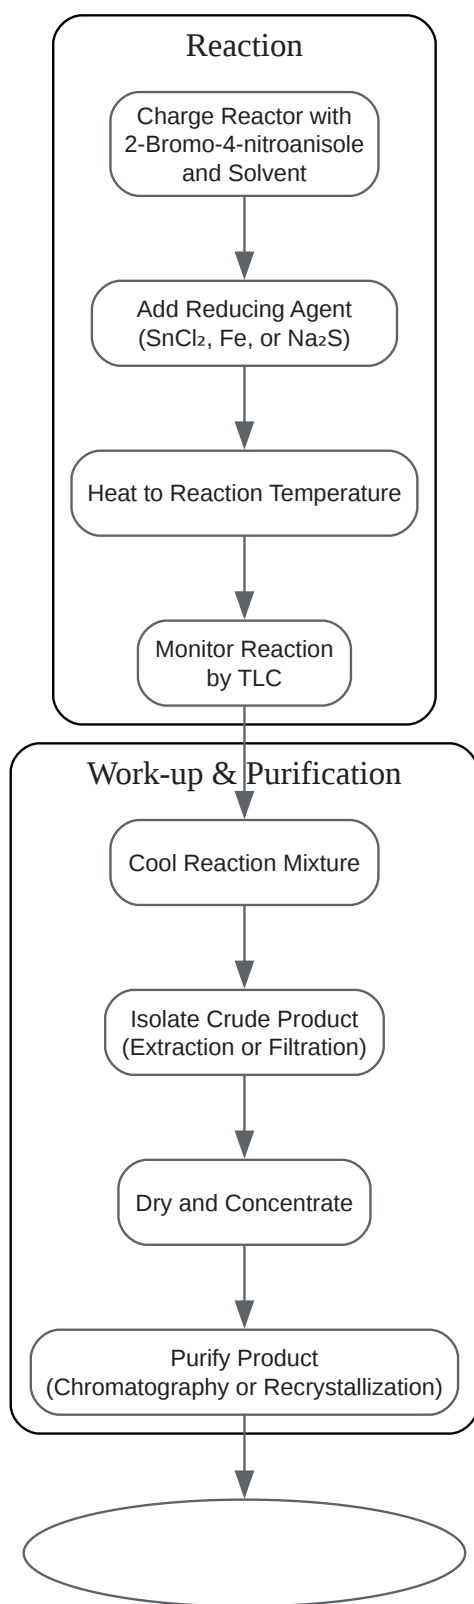 Reaction
Charge Reactor with
2-Bromo-4-nitroanisole
and Solvent
Add Reducing Agent
(SnCl₂, Fe, or Na₂S)
Heat to Reaction Temperature
Monitor Reaction
by TLC
Work-up & Purification
Cool Reaction Mixture
Isolate Crude Product
(Extraction or Filtration)
Dry and Concentrate
Purify Product
(Chromatography or Recrystallization)